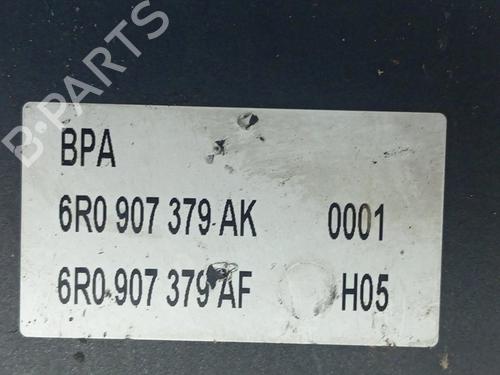 B-PARTS
BPA
6R0 907 379 AK 0001
6R0 907 379 AF H05